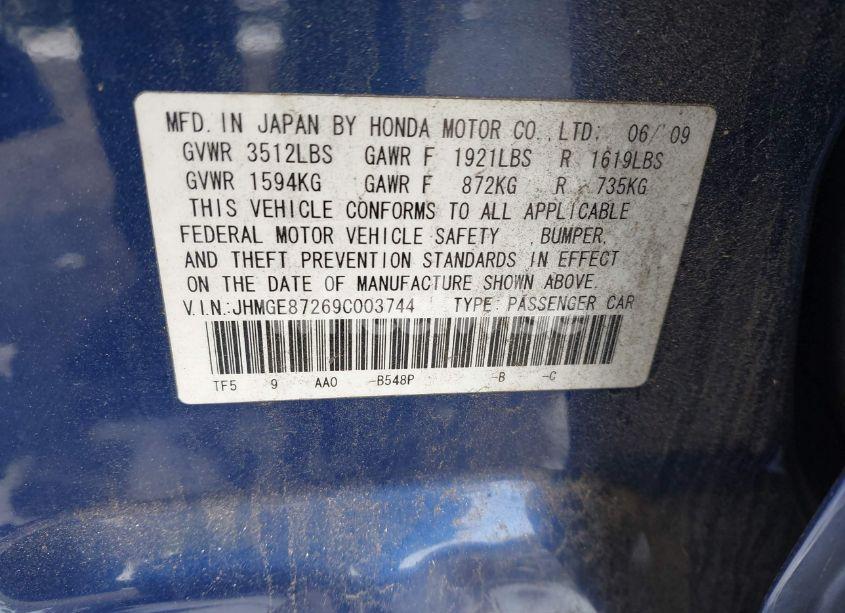 MFD. IN JAPAN BY HONDA MOTOR CO., LTD: 06/'09
GVWR 3512LBS GAWR F 1921LBS R 1619LBS
GVWR 1594KG GAWR F 872KG R 735KG
THIS VEHICLE CONFORMS TO ALL APPLICABLE
FEDERAL MOTOR VEHICLE SAFETY , BUMPER,
AND THEFT PREVENTION STANDARDS IN EFFECT
ON THE DATE OF MANUFACTURE SHOWN ABOVE.
V.I.N.:JHMGE87269C003744 TYPE: PASSENGER CAR
TF5 9 AA0 -B548P -B -C